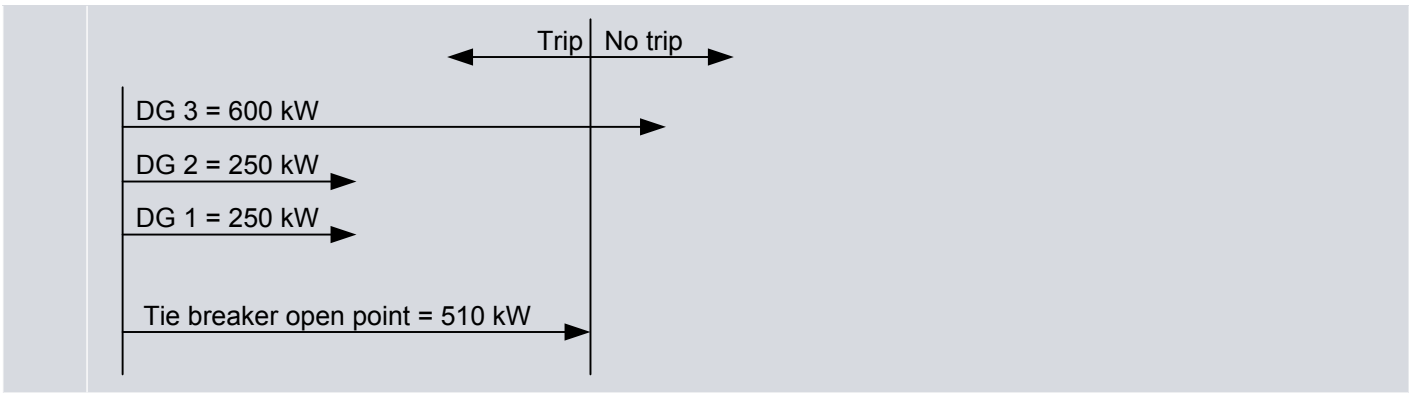 Trip No trip
DG 3 = 600 kW
DG 2 = 250 kW
DG 1 = 250 kW
Tie breaker open point = 510 kW